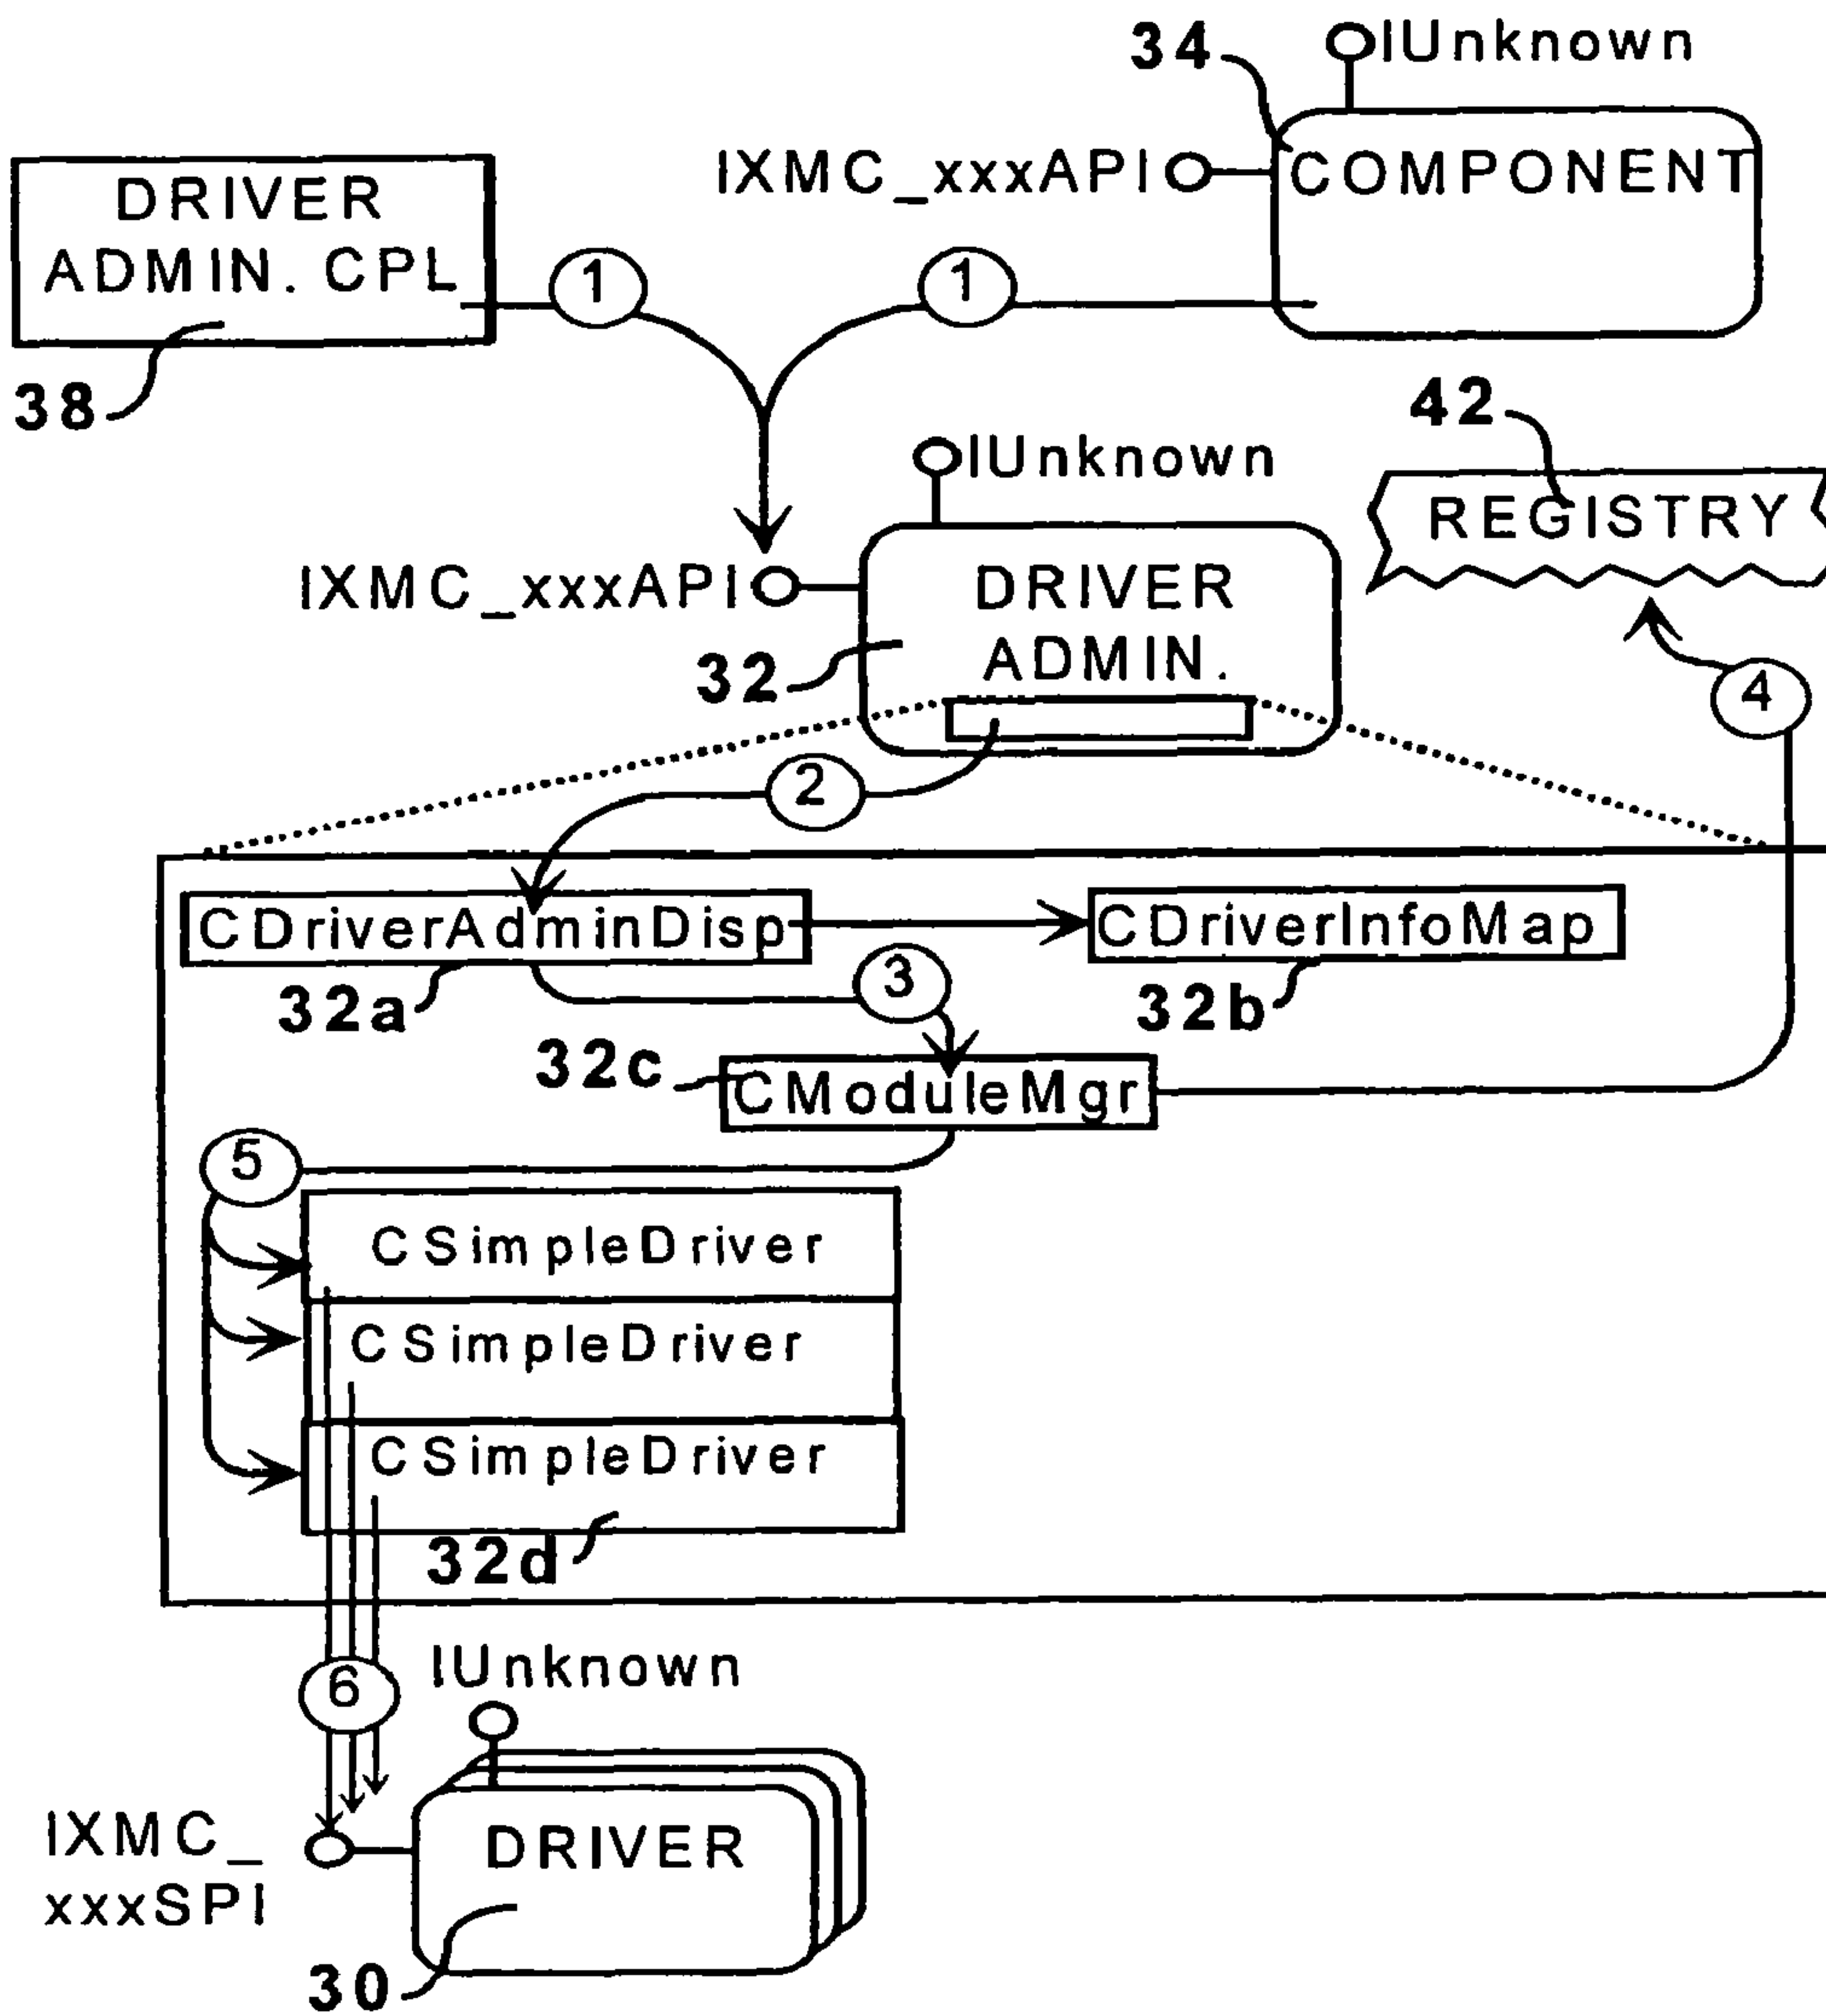 34
IUnknown
IXMC_xxxAPI
COMPONENT
DRIVER
ADMIN. CPL
1
1
38
42
IUnknown
REGISTRY
IXMC_xxxAPI
DRIVER
ADMIN.
32
4
2
CDriverAdminDisp
CDriverInfoMap
3
32a
32b
32c
CModuleMgr
5
CSimpleDriver
CSimpleDriver
CSimpleDriver
32d
IUnknown
6
IXMC_
xxxSPI
DRIVER
30